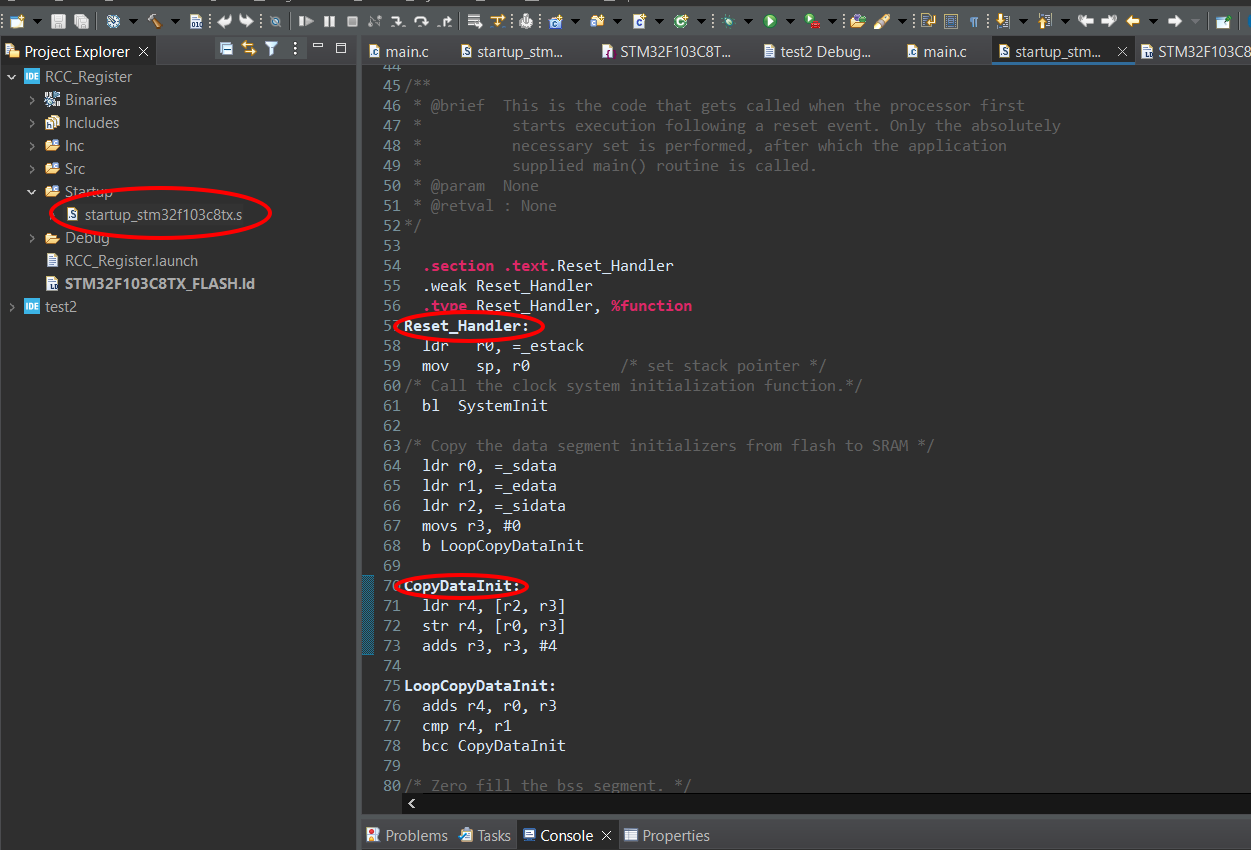 Project Explorer
RCC_Register
Binaries
Includes
Inc
Src
Startup
startup_stm32f103c8tx.s
Debug
RCC_Register.launch
STM32F103C8TX_FLASH.ld
test2
main.c
startup_stm...
STM32F103C8T...
test2 Debug...
main.c
startup_stm...
STM32F103C8
44
45 /**
46 * @brief  This is the code that gets called when the processor first
47 *          starts execution following a reset event. Only the absolutely
48 *          necessary set is performed, after which the application
49 *          supplied main() routine is called.
50 * @param  None
51 * @retval : None
52 */
53
54   .section .text.Reset_Handler
55   .weak Reset_Handler
56   .type Reset_Handler, %function
57 Reset_Handler:
58   ldr   r0, =_estack
59   mov   sp, r0          /* set stack pointer */
60 /* Call the clock system initialization function.*/
61   bl  SystemInit
62
63 /* Copy the data segment initializers from flash to SRAM */
64   ldr r0, =_sdata
65   ldr r1, =_edata
66   ldr r2, =_sidata
67   movs r3, #0
68   b LoopCopyDataInit
69
70 CopyDataInit:
71   ldr r4, [r2, r3]
72   str r4, [r0, r3]
73   adds r3, r3, #4
74
75 LoopCopyDataInit:
76   adds r4, r0, r3
77   cmp r4, r1
78   bcc CopyDataInit
79
80 /* Zero fill the bss segment. */
Problems
Tasks
Console
Properties